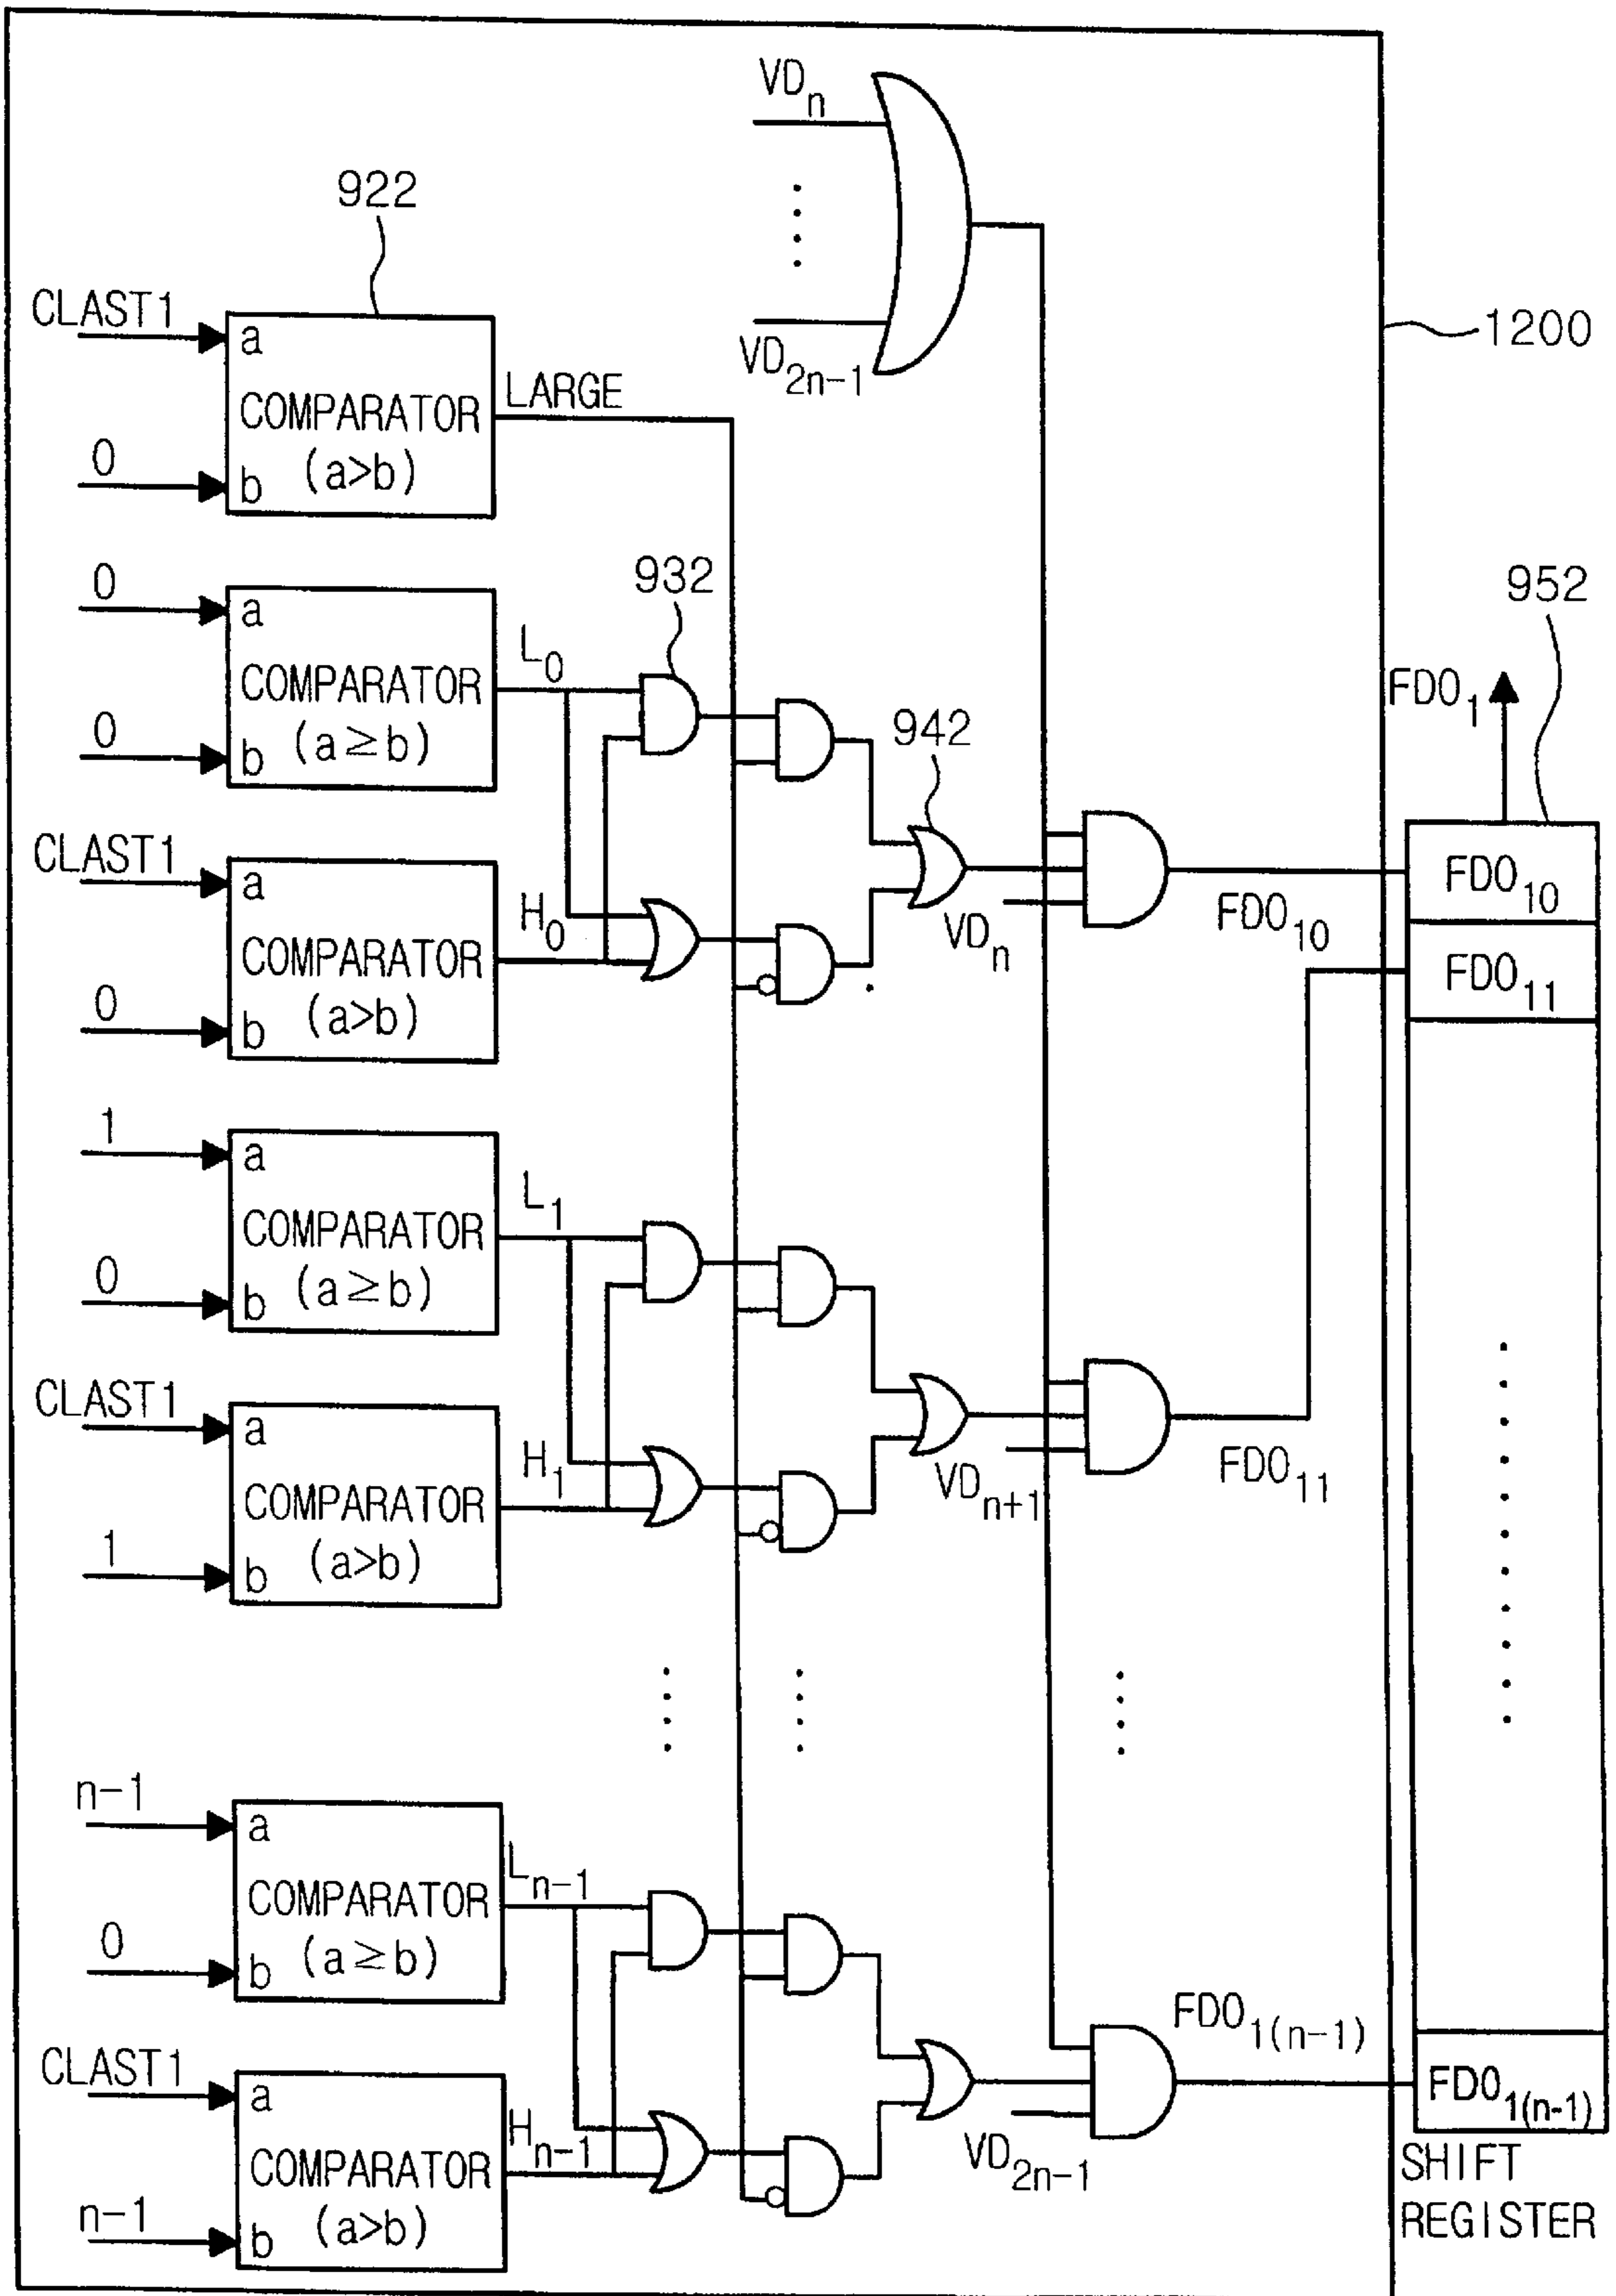 VDₙ
922
CLAST1
a
COMPARATOR
(a>b)
0
b
LARGE
VD₂ₙ₋₁
1200
0
a
COMPARATOR
(a≥b)
0
b
L₀
932
942
952
FDO₁
CLAST1
a
COMPARATOR
(a>b)
0
b
H₀
VDₙ
FDO₁₀
FDO₁₀
FDO₁₁
1
a
COMPARATOR
(a≥b)
0
b
L₁
CLAST1
a
COMPARATOR
(a>b)
1
b
H₁
VDₙ₊₁
FDO₁₁
n-1
a
COMPARATOR
(a≥b)
0
b
Lₙ₋₁
CLAST1
a
COMPARATOR
(a>b)
n-1
b
Hₙ₋₁
VD₂ₙ₋₁
FDO₁₍ₙ₋₁₎
FDO₁₍ₙ₋₁₎
SHIFT
REGISTER